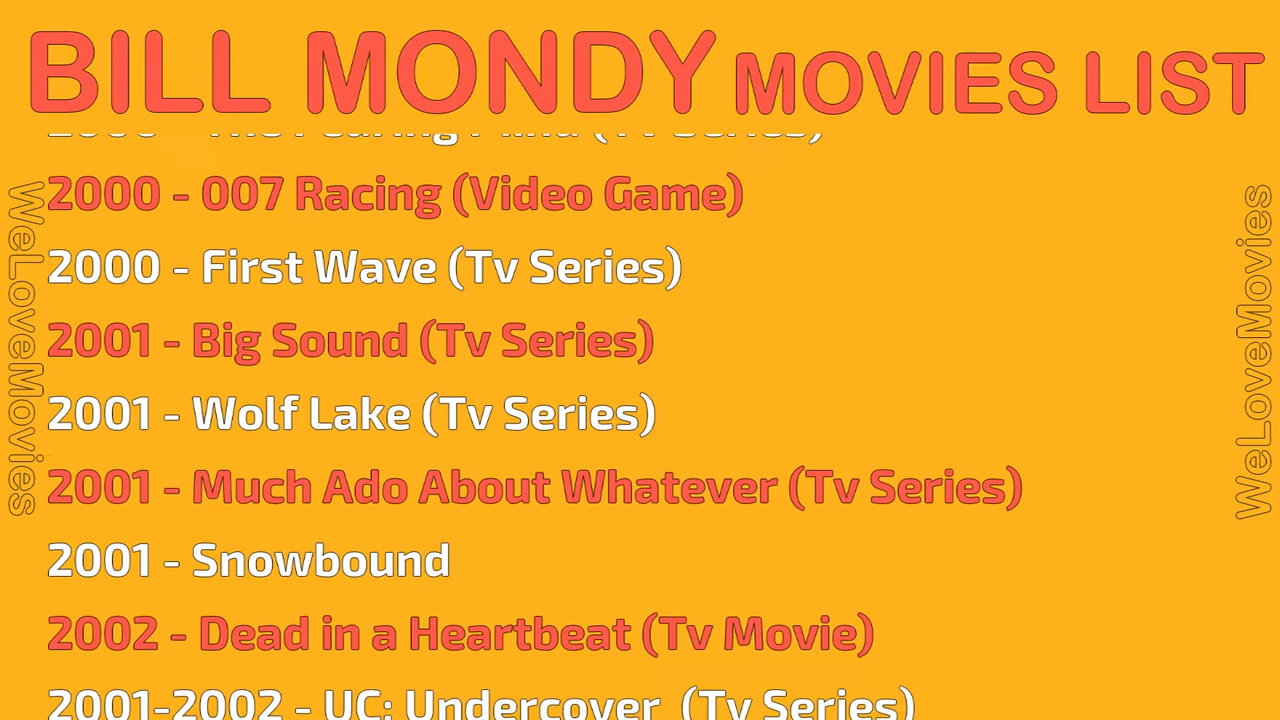 BILL MONDY MOVIES LIST
(Tv Series)
2000 - 007 Racing (Video Game)
2000 - First Wave (Tv Series)
2001 - Big Sound (Tv Series)
2001 - Wolf Lake (Tv Series)
2001 - Much Ado About Whatever (Tv Series)
2001 - Snowbound
2002 - Dead in a Heartbeat (Tv Movie)
2001-2002 - UC: Undercover (Tv Series)
WeLoveMovies
WeLoveMovies